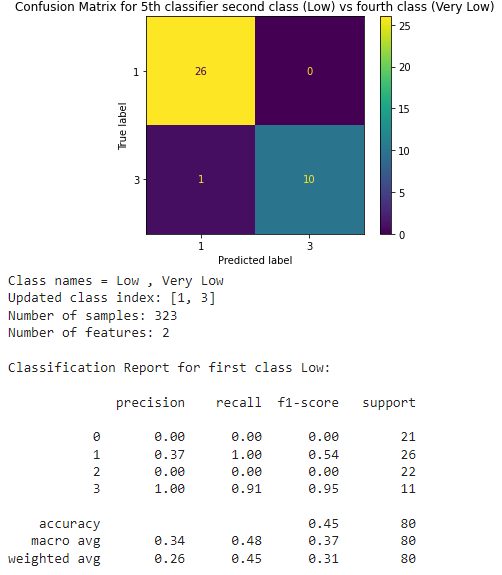 Confusion Matrix for 5th classifier second class (Low) vs fourth class (Very Low)
1 26 0
3 1 10
True label
1 3
Predicted label
25
20
15
10
5
0
Class names = Low , Very Low
Updated class index: [1, 3]
Number of samples: 323
Number of features: 2
Classification Report for first class Low:
precision recall f1-score support
0 0.00 0.00 0.00 21
1 0.37 1.00 0.54 26
2 0.00 0.00 0.00 22
3 1.00 0.91 0.95 11
accuracy 0.45 80
macro avg 0.34 0.48 0.37 80
weighted avg 0.26 0.45 0.31 80